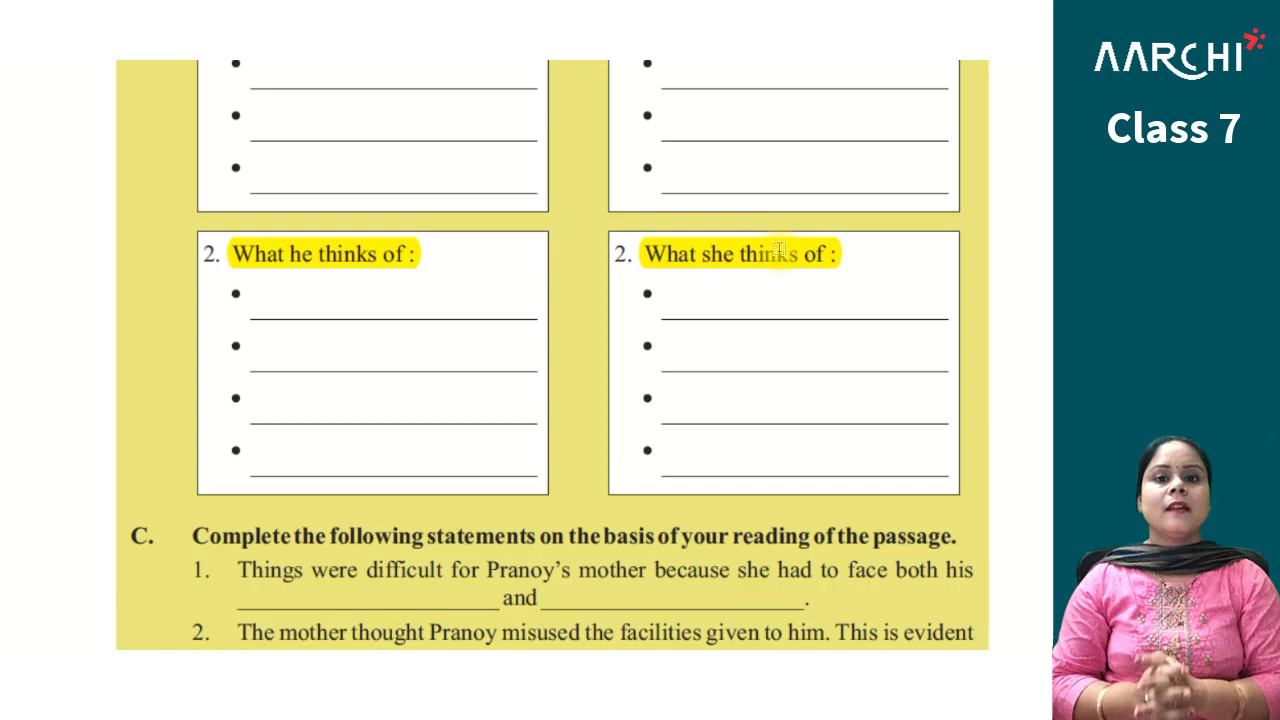 AARCHI
Class 7
2. What he thinks of :
2. What she thinks of :
C. Complete the following statements on the basis of your reading of the passage.
1. Things were difficult for Pranoy's mother because she had to face both his
and .
2. The mother thought Pranoy misused the facilities given to him. This is evident